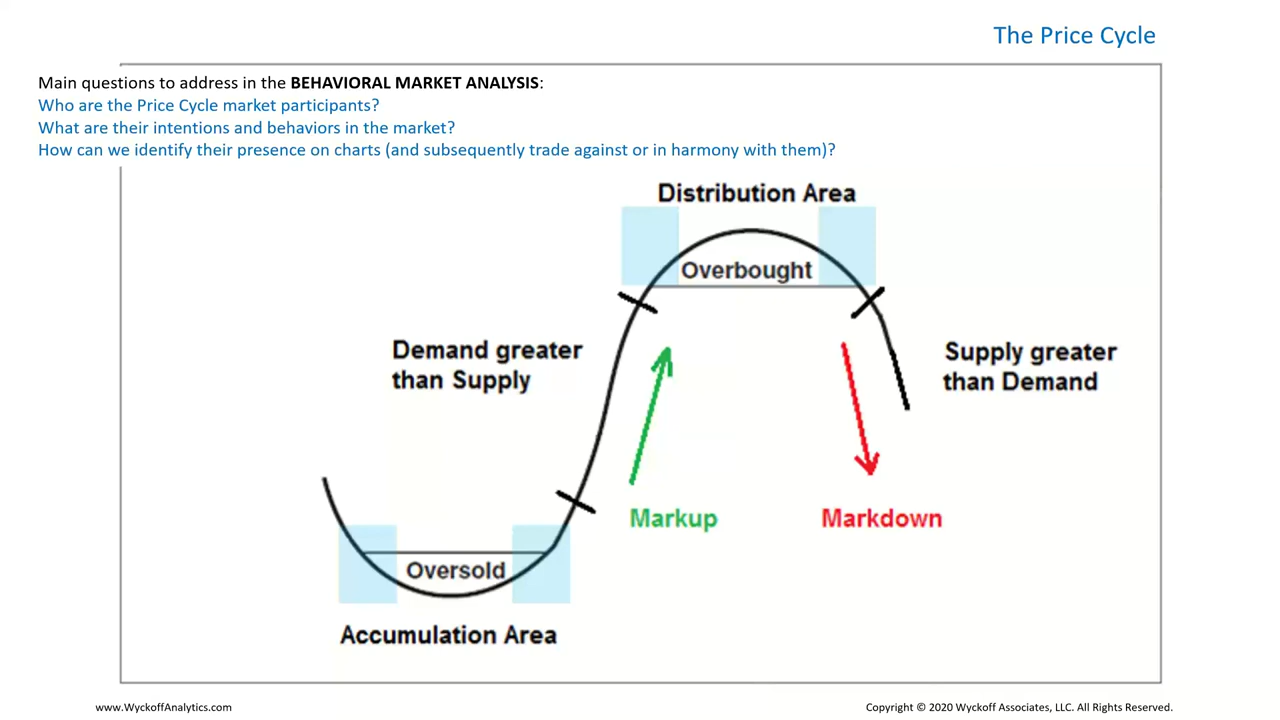 The Price Cycle
Main questions to address in the BEHAVIORAL MARKET ANALYSIS:
Who are the Price Cycle market participants?
What are their intentions and behaviors in the market?
How can we identify their presence on charts (and subsequently trade against or in harmony with them)?
Distribution Area
Overbought
Demand greater
than Supply
Supply greater
than Demand
Markup
Markdown
Oversold
Accumulation Area
www.WyckoffAnalytics.com
Copyright © 2020 Wyckoff Associates, LLC. All Rights Reserved.